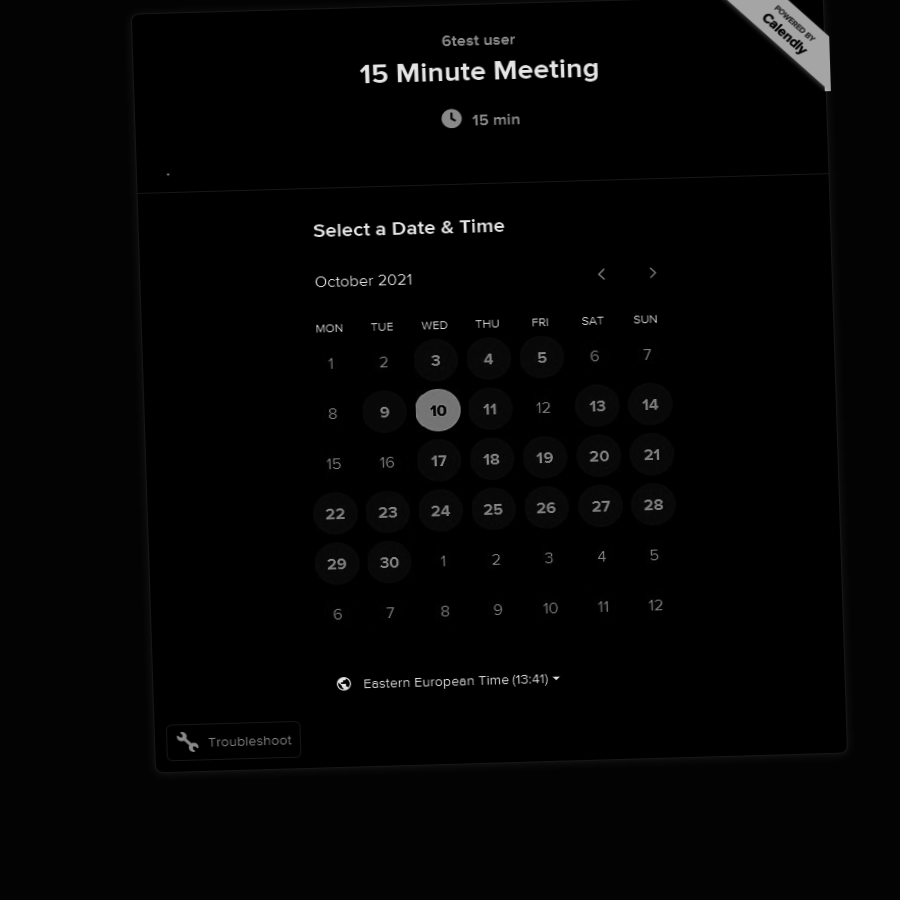 POWERED BY
Calendly
6test user
15 Minute Meeting
15 min
.
Select a Date & Time
October 2021
MON TUE WED THU FRI SAT SUN
1 2 3 4 5 6 7
8 9 10 11 12 13 14
15 16 17 18 19 20 21
22 23 24 25 26 27 28
29 30 1 2 3 4 5
6 7 8 9 10 11 12
Eastern European Time (13:41)
Troubleshoot